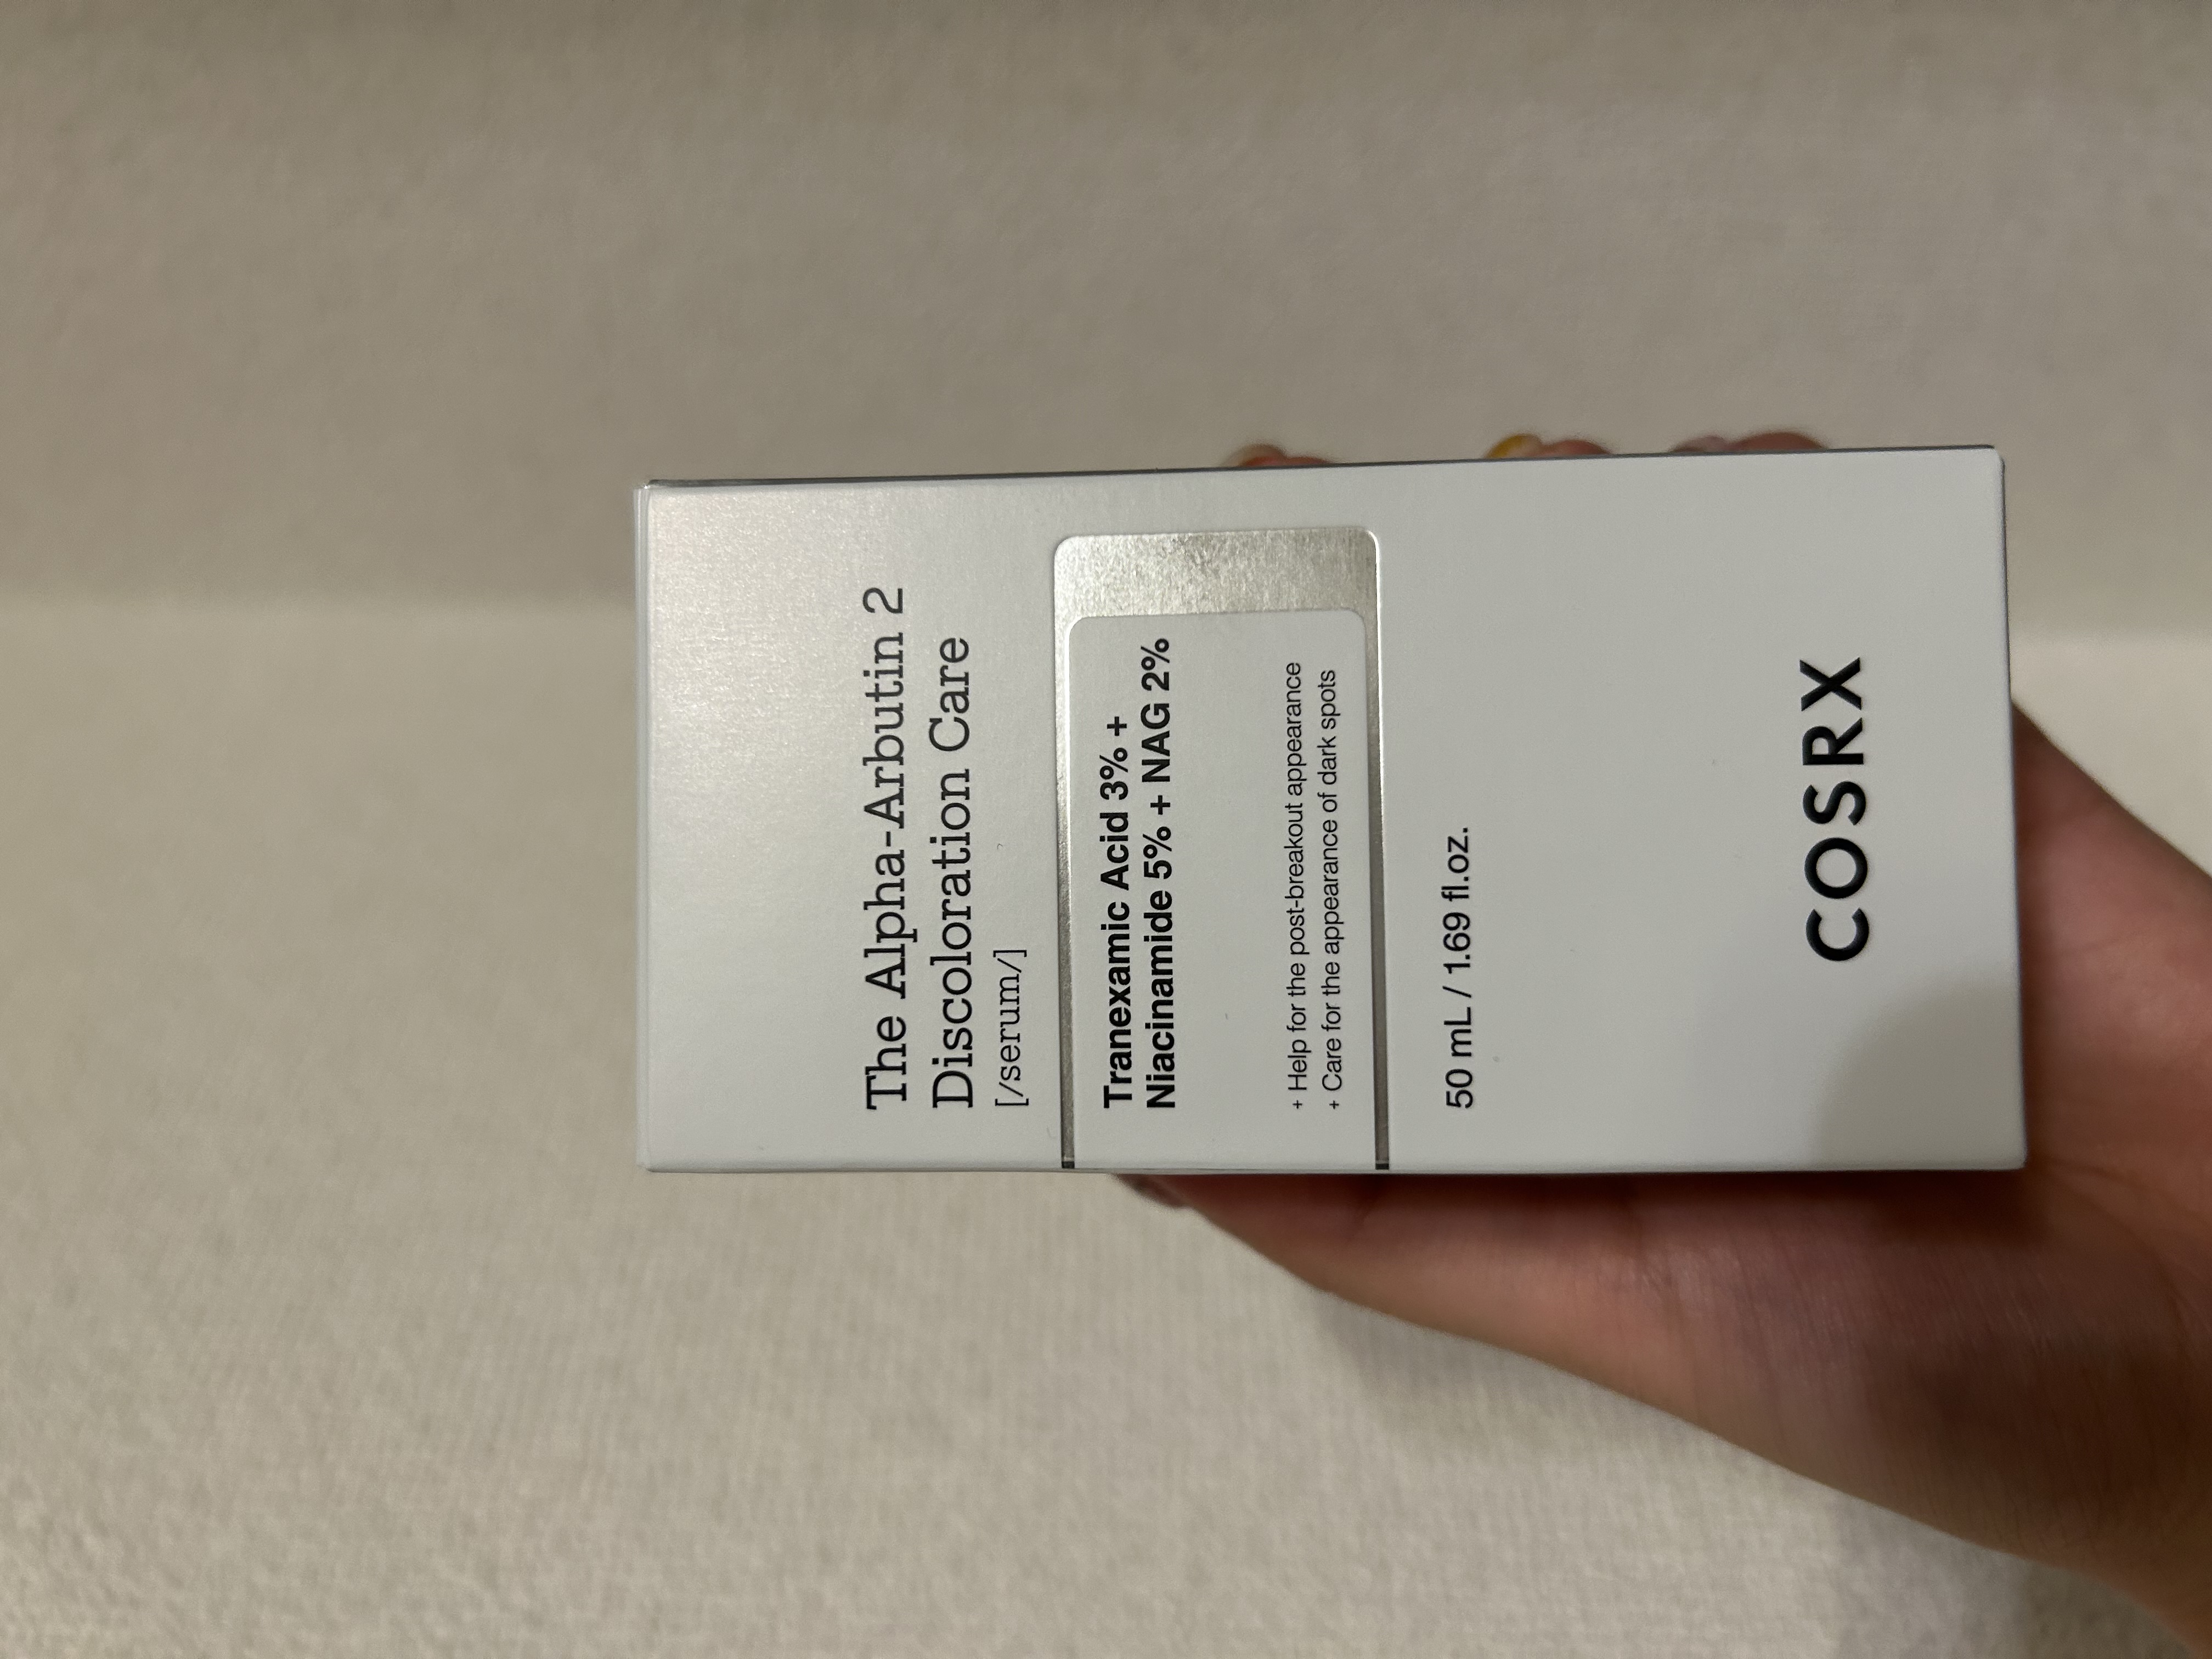 The Alpha-Arbutin 2
Discoloration Care
[/serum/]
Tranexamic Acid 3% +
Niacinamide 5% + NAG 2%
+ Help for the post-breakout appearance
+ Care for the appearance of dark spots
50 mL / 1.69 fl.oz.
COSRX